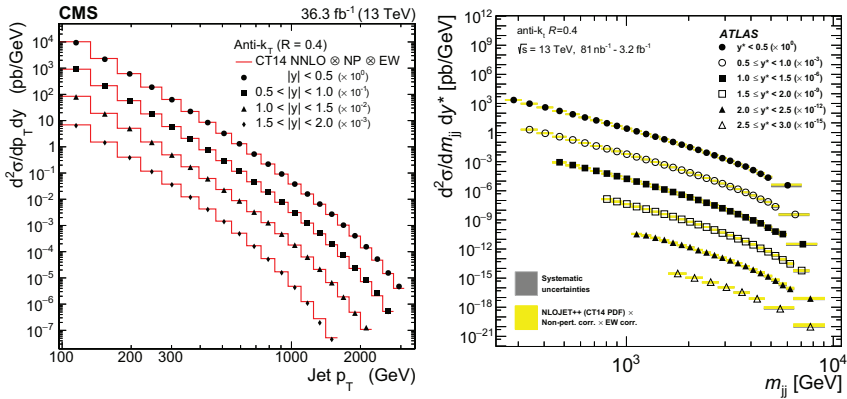 CMS 36.3 fb⁻¹ (13 TeV)
d²σ/dp_T dy (pb/GeV)
10⁴
10³
10²
10
1
10⁻¹
10⁻²
10⁻³
10⁻⁴
10⁻⁵
10⁻⁶
10⁻⁷
Anti-k_T (R = 0.4)
CT14 NNLO ⊗ NP ⊗ EW
|y| < 0.5 (× 10⁰)
0.5 < |y| < 1.0 (× 10⁻¹)
1.0 < |y| < 1.5 (× 10⁻²)
1.5 < |y| < 2.0 (× 10⁻³)
100 200 300 1000 2000
Jet p_T (GeV)
d²σ/dm_jj dy* [pb/GeV]
10¹²
10⁹
10⁶
10³
1
10⁻³
10⁻⁶
10⁻⁹
10⁻¹²
10⁻¹⁵
10⁻¹⁸
10⁻²¹
anti-k_t R=0.4
√s = 13 TeV, 81 nb⁻¹ - 3.2 fb⁻¹
ATLAS
y* < 0.5 (× 10⁰)
0.5 ≤ y* < 1.0 (× 10⁻³)
1.0 ≤ y* < 1.5 (× 10⁻⁶)
1.5 ≤ y* < 2.0 (× 10⁻⁹)
2.0 ≤ y* < 2.5 (× 10⁻¹²)
2.5 ≤ y* < 3.0 (× 10⁻¹⁵)
Systematic
uncertainties
NLOJET++ (CT14 PDF) ×
Non-pert. corr. × EW corr.
10³ 10⁴
m_jj [GeV]